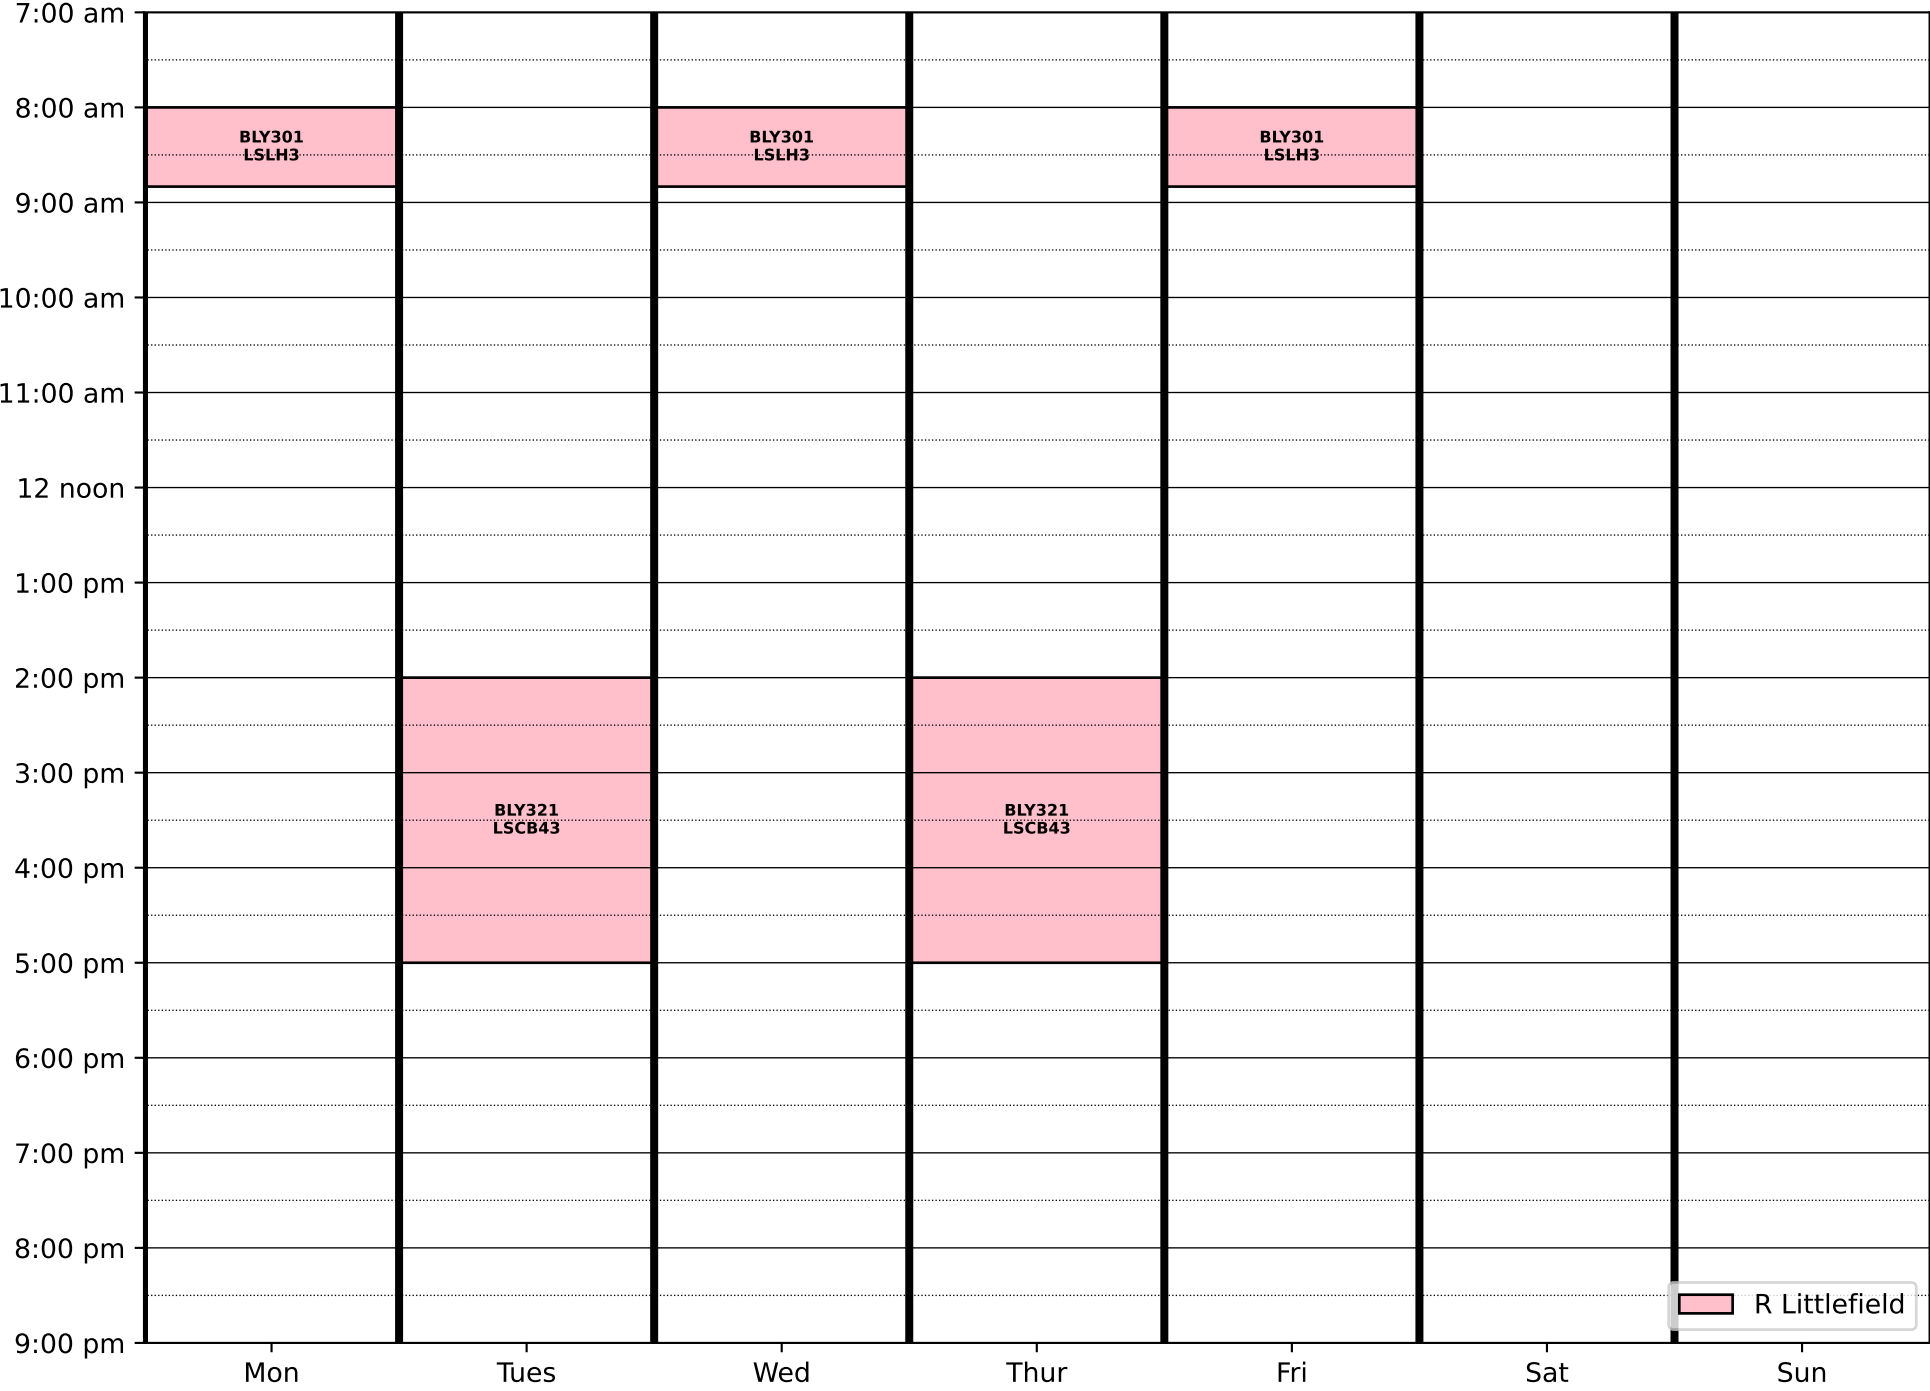 7:00 am
8:00 am
BLY301
LSLH3
BLY301
LSLH3
BLY301
LSLH3
9:00 am
10:00 am
11:00 am
12 noon
1:00 pm
2:00 pm
3:00 pm
BLY321
LSCB43
BLY321
LSCB43
4:00 pm
5:00 pm
6:00 pm
7:00 pm
8:00 pm
R Littlefield
9:00 pm
Mon Tues Wed Thur Fri Sat Sun